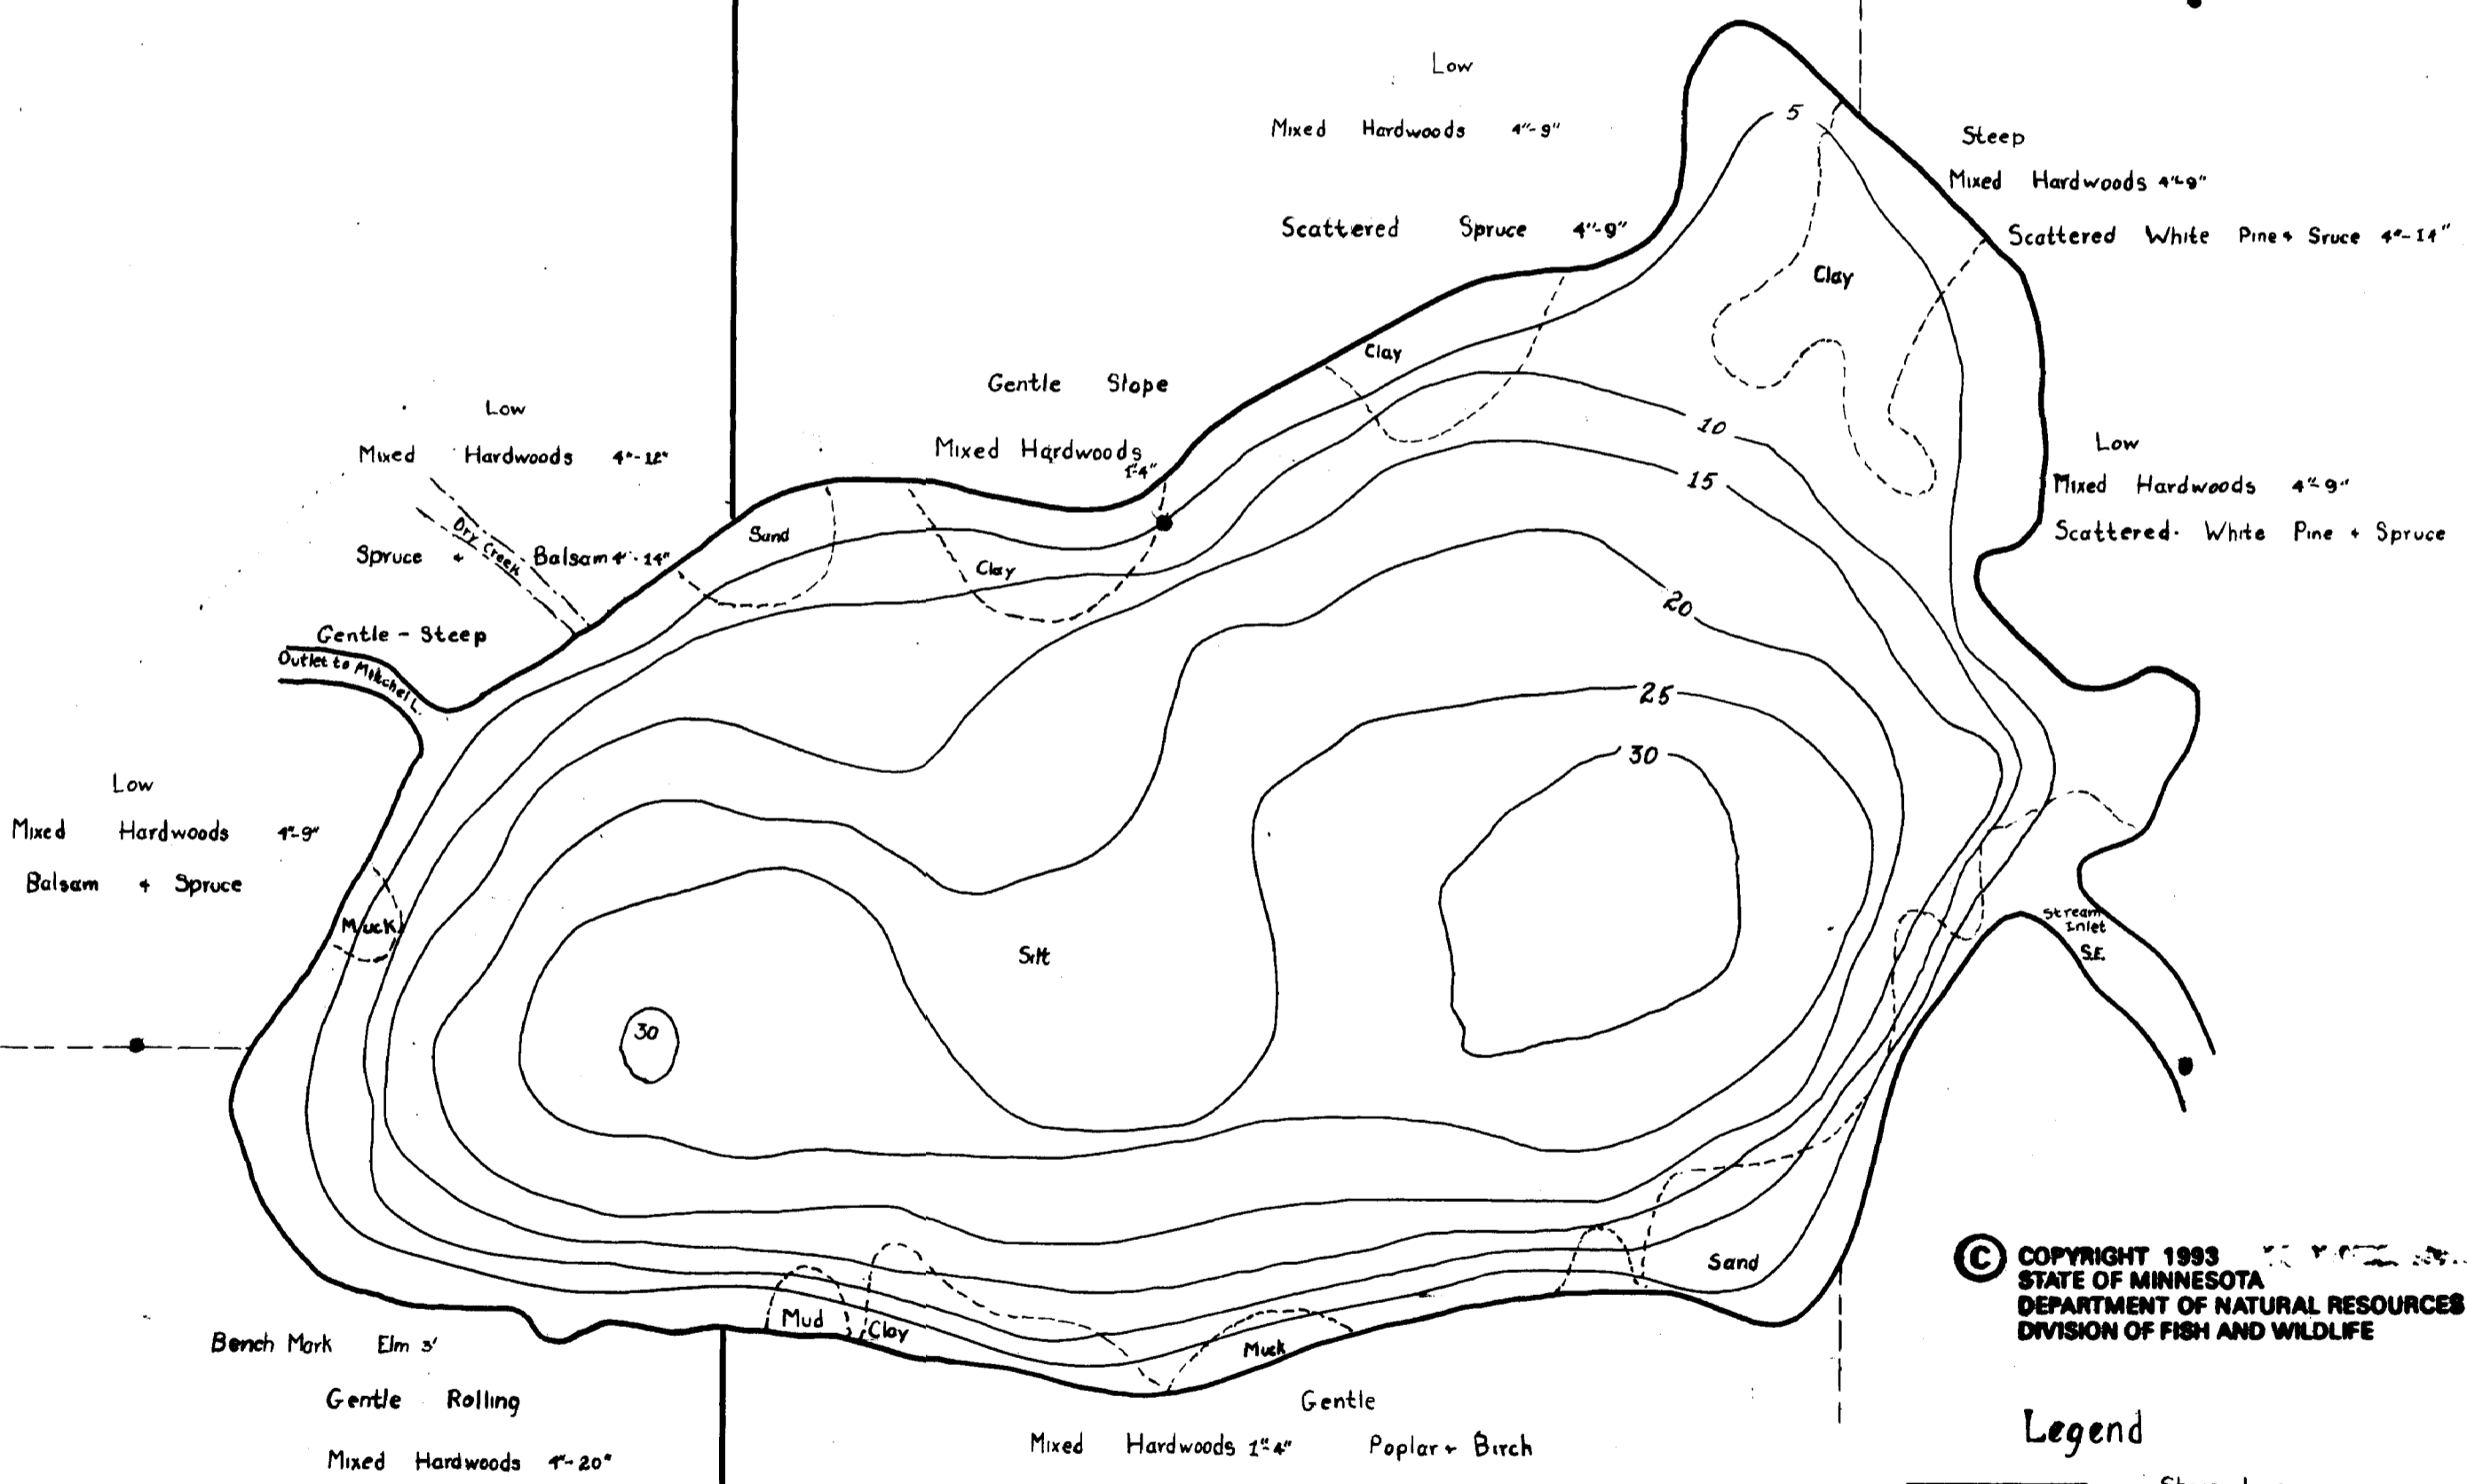 Low
Mixed Hardwoods 4"-9"
Scattered Spruce 4"-9"
5
Steep
Mixed Hardwoods 4"-9"
Scattered White Pine + Sruce 4"-14"
Clay
Clay
Gentle Slope
Mixed Hardwoods
1"-4"
Low
Mixed Hardwoods 4"-12"
Spruce + Balsam 4"-14"
Dry Creek
Gentle - Steep
Outlet to Mitchel L.
Sand
Clay
10
15
20
25
30
Low
Mixed Hardwoods 4"-9"
Scattered White Pine + Spruce
Low
Mixed Hardwoods 4"-9"
Balsam + Spruce
Muck
Silt
30
Stream
Inlet
S.E.
Sand
Mud
Clay
Muck
Bench Mark Elm 3'
Gentle Rolling
Mixed Hardwoods 4"-20"
Gentle
Mixed Hardwoods 1"-4" Poplar + Birch
© COPYRIGHT 1993
STATE OF MINNESOTA
DEPARTMENT OF NATURAL RESOURCES
DIVISION OF FISH AND WILDLIFE
Legend